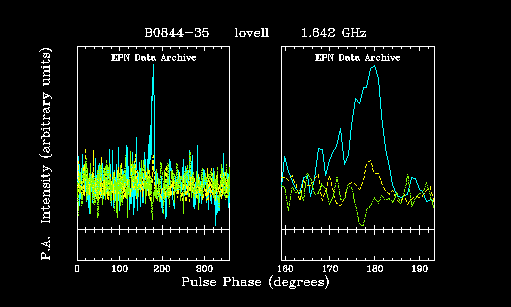 B0844-35 lovell 1.642 GHz
EPN Data Archive EPN Data Archive
P.A. Intensity (arbitrary units)
0 100 200 300 160 170 180 190
Pulse Phase (degrees)